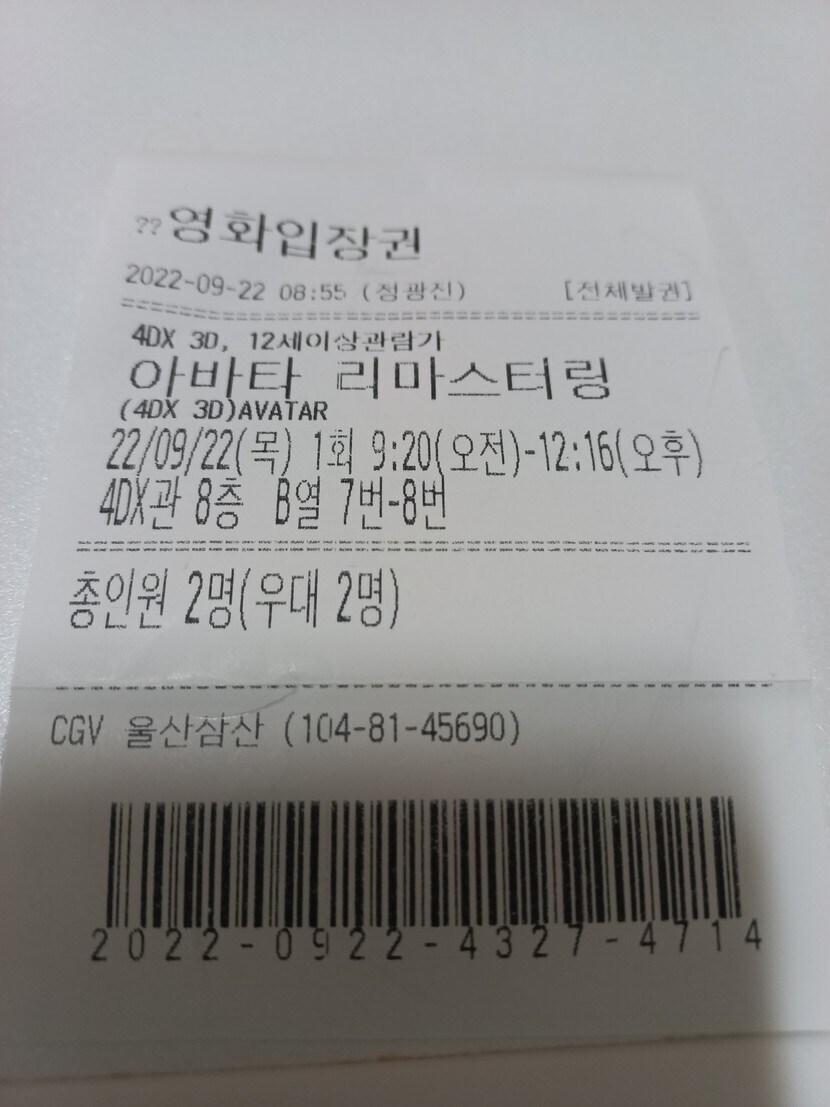 ??영화입장권
2022-09-22 08:55 (정광진) [전체발권]
4DX 3D, 12세이상관람가
아바타 리마스터링
(4DX 3D)AVATAR
22/09/22(목) 1회 9:20(오전)-12:16(오후)
4DX관 8층 B열 7번-8번
총인원 2명(우대 2명)
CGV 울산삼산 (104-81-45690)
2022-0922-4327-4714